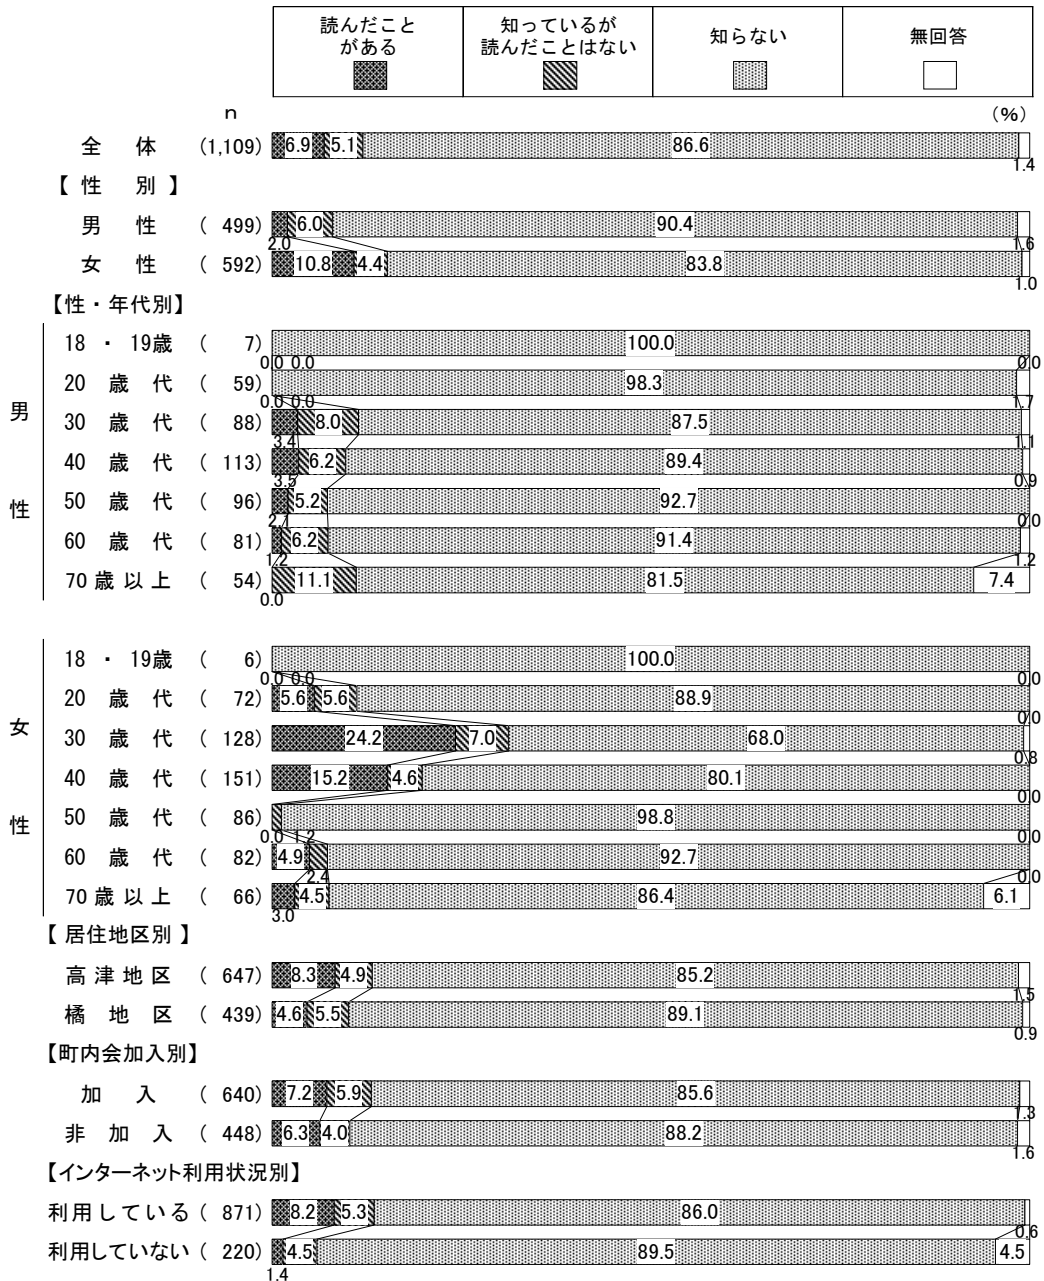 読んだこと
がある
知っているが
読んだことはない
知らない
無回答
n
(%)
全 体 (1,109) 6.9 5.1 86.6 1.4
【 性 別 】
男 性 ( 499) 2.0 6.0 90.4 1.6
女 性 ( 592) 10.8 4.4 83.8 1.0
【性・年代別】
男性
18 ・ 19歳 ( 7) 0.0 0.0 100.0 0.0
20 歳 代 ( 59) 0.0 0.0 98.3 1.7
30 歳 代 ( 88) 3.4 8.0 87.5 1.1
40 歳 代 ( 113) 3.5 6.2 89.4 0.9
50 歳 代 ( 96) 2.1 5.2 92.7 0.0
60 歳 代 ( 81) 1.2 6.2 91.4 1.2
70歳以上 ( 54) 0.0 11.1 81.5 7.4
女性
18 ・ 19歳 ( 6) 0.0 0.0 100.0 0.0
20 歳 代 ( 72) 5.6 5.6 88.9 0.0
30 歳 代 ( 128) 24.2 7.0 68.0 0.8
40 歳 代 ( 151) 15.2 4.6 80.1 0.0
50 歳 代 ( 86) 0.0 1.2 98.8 0.0
60 歳 代 ( 82) 4.9 2.4 92.7 0.0
70歳以上 ( 66) 3.0 4.5 86.4 6.1
【 居住地区別 】
高津地区 ( 647) 8.3 4.9 85.2 1.5
橘 地 区 ( 439) 4.6 5.5 89.1 0.9
【町内会加入別】
加 入 ( 640) 7.2 5.9 85.6 1.3
非 加 入 ( 448) 6.3 4.0 88.2 1.6
【インターネット利用状況別】
利用している ( 871) 8.2 5.3 86.0 0.6
利用していない ( 220) 1.4 4.5 89.5 4.5